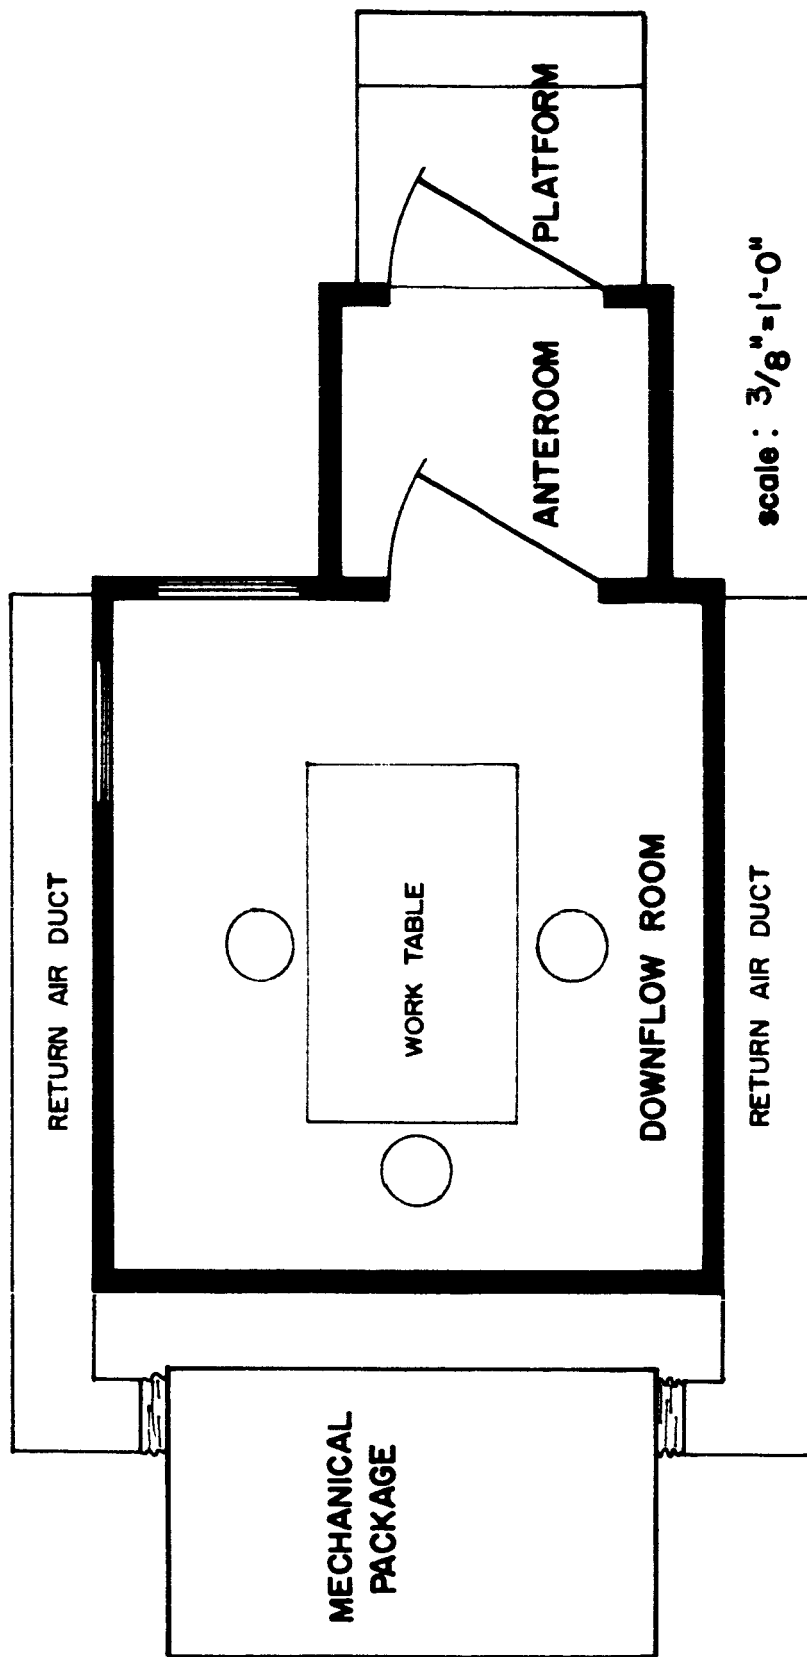 RETURN AIR DUCT
MECHANICAL
PACKAGE
WORK TABLE
ANTEROOM
PLATFORM
DOWNFLOW ROOM
RETURN AIR DUCT
scale: 3/8"=1'-0"